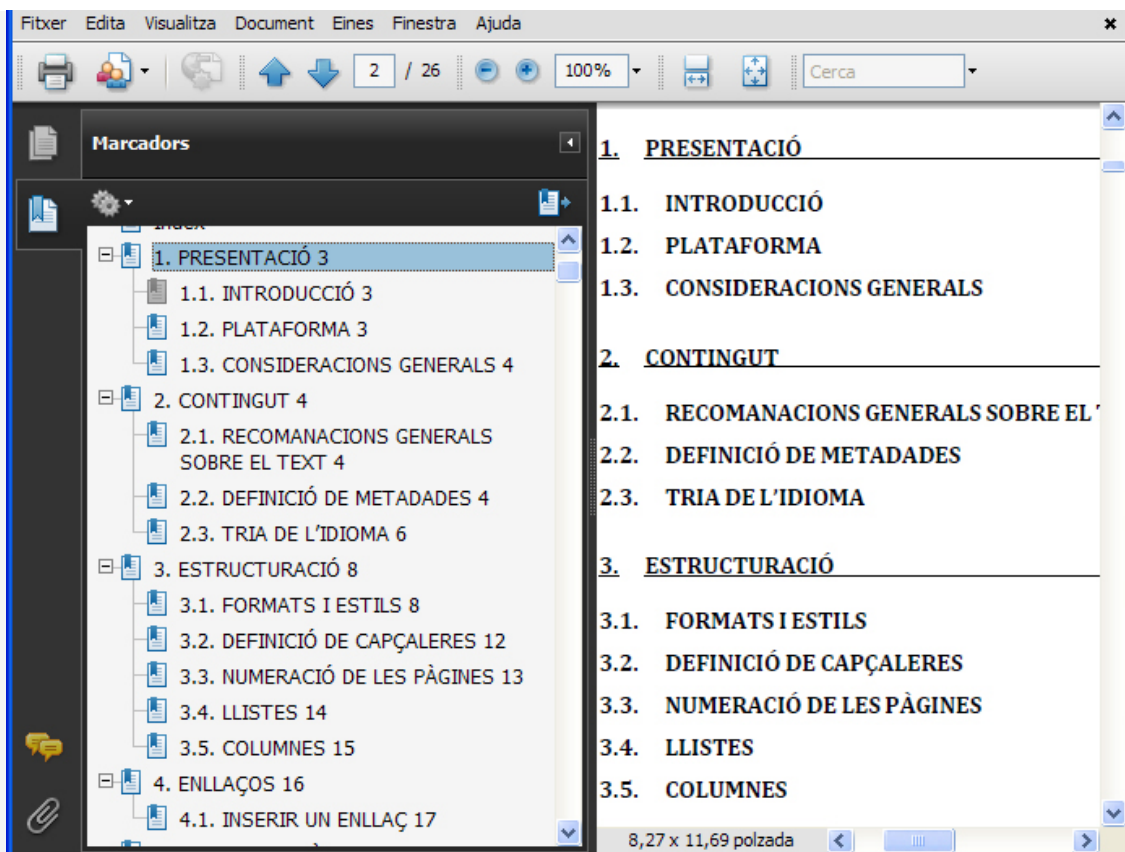 Fitxer Edita Visualitza Document Eines Finestra Ajuda
2 / 26 100% Cerca
Marcadors
Índex
1. PRESENTACIÓ 3
1.1. INTRODUCCIÓ 3
1.2. PLATAFORMA 3
1.3. CONSIDERACIONS GENERALS 4
2. CONTINGUT 4
2.1. RECOMANACIONS GENERALS
SOBRE EL TEXT 4
2.2. DEFINICIÓ DE METADADES 4
2.3. TRIA DE L'IDIOMA 6
3. ESTRUCTURACIÓ 8
3.1. FORMATS I ESTILS 8
3.2. DEFINICIÓ DE CAPÇALERES 12
3.3. NUMERACIÓ DE LES PÀGINES 13
3.4. LLISTES 14
3.5. COLUMNES 15
4. ENLLAÇOS 16
4.1. INSERIR UN ENLLAÇ 17
1. PRESENTACIÓ
1.1. INTRODUCCIÓ
1.2. PLATAFORMA
1.3. CONSIDERACIONS GENERALS
2. CONTINGUT
2.1. RECOMANACIONS GENERALS SOBRE EL
2.2. DEFINICIÓ DE METADADES
2.3. TRIA DE L’IDIOMA
3. ESTRUCTURACIÓ
3.1. FORMATS I ESTILS
3.2. DEFINICIÓ DE CAPÇALERES
3.3. NUMERACIÓ DE LES PÀGINES
3.4. LLISTES
3.5. COLUMNES
8,27 x 11,69 polzada